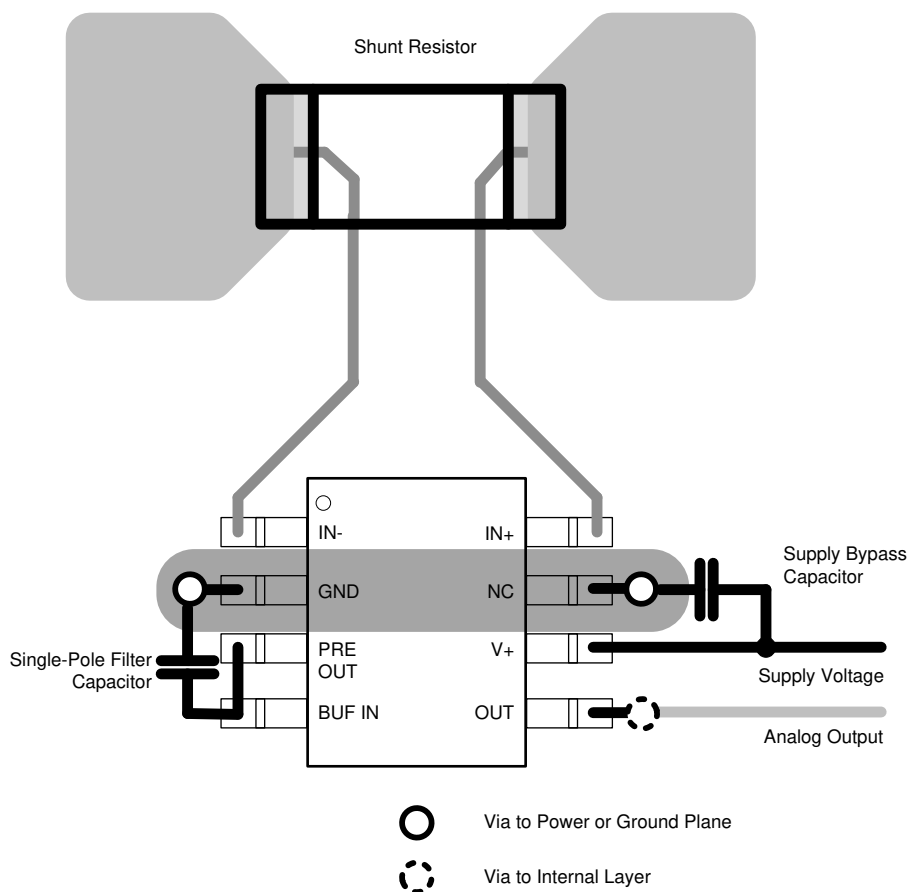 Shunt Resistor
IN-
IN+
GND
NC
Supply Bypass
Capacitor
PRE
OUT
V+
Single-Pole Filter
Capacitor
Supply Voltage
BUF IN
OUT
Analog Output
Via to Power or Ground Plane
Via to Internal Layer